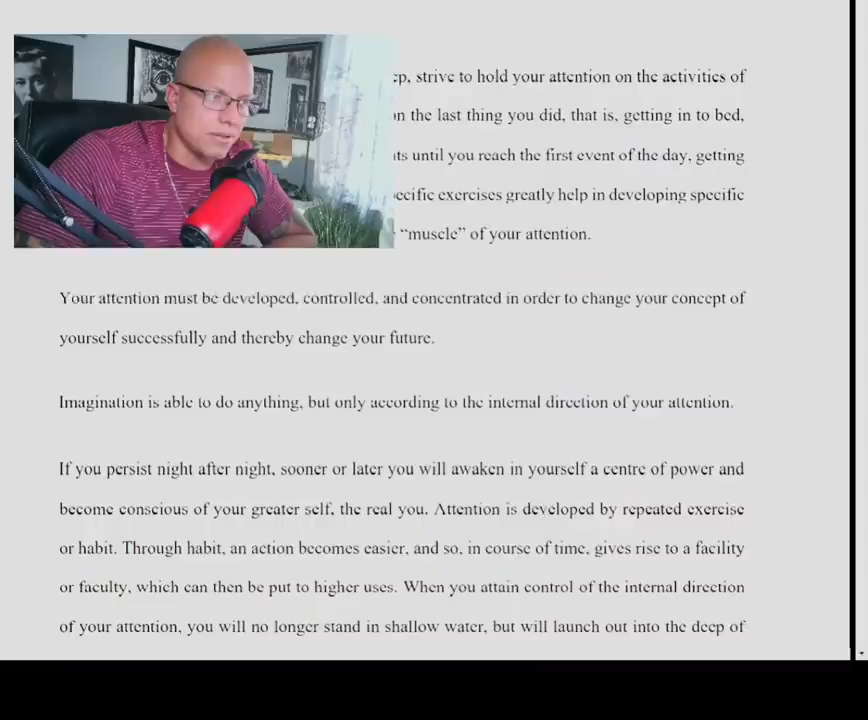 strive to hold your attention on the activities of
the last thing you did, that is, getting in to bed,
until you reach the first event of the day, getting
exercises greatly help in developing specific
“muscle” of your attention.
Your attention must be developed, controlled, and concentrated in order to change your concept of
yourself successfully and thereby change your future.
Imagination is able to do anything, but only according to the internal direction of your attention.
If you persist night after night, sooner or later you will awaken in yourself a centre of power and
become conscious of your greater self, the real you. Attention is developed by repeated exercise
or habit. Through habit, an action becomes easier, and so, in course of time, gives rise to a facility
or faculty, which can then be put to higher uses. When you attain control of the internal direction
of your attention, you will no longer stand in shallow water, but will launch out into the deep of